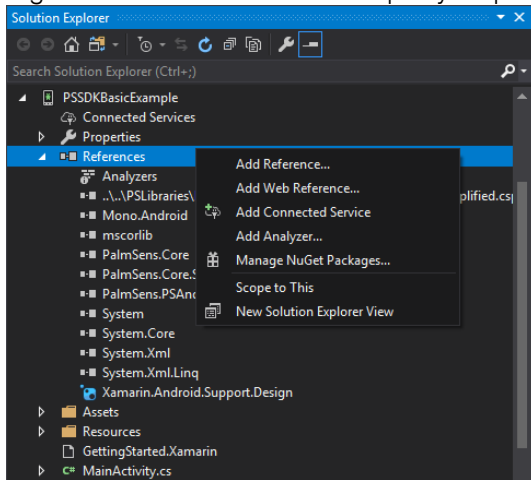 Solution Explorer
Search Solution Explorer (Ctrl+;)
PSSDKBasicExample
Connected Services
Properties
References
Analyzers
..\..\PSLibraries\
plified.csp
Mono.Android
mscorlib
PalmSens.Core
PalmSens.Core.S
PalmSens.PSAnd
System
System.Core
System.Xml
System.Xml.Linq
Xamarin.Android.Support.Design
Assets
Resources
GettingStarted.Xamarin
MainActivity.cs
Add Reference...
Add Web Reference...
Add Connected Service
Add Analyzer...
Manage NuGet Packages...
Scope to This
New Solution Explorer View